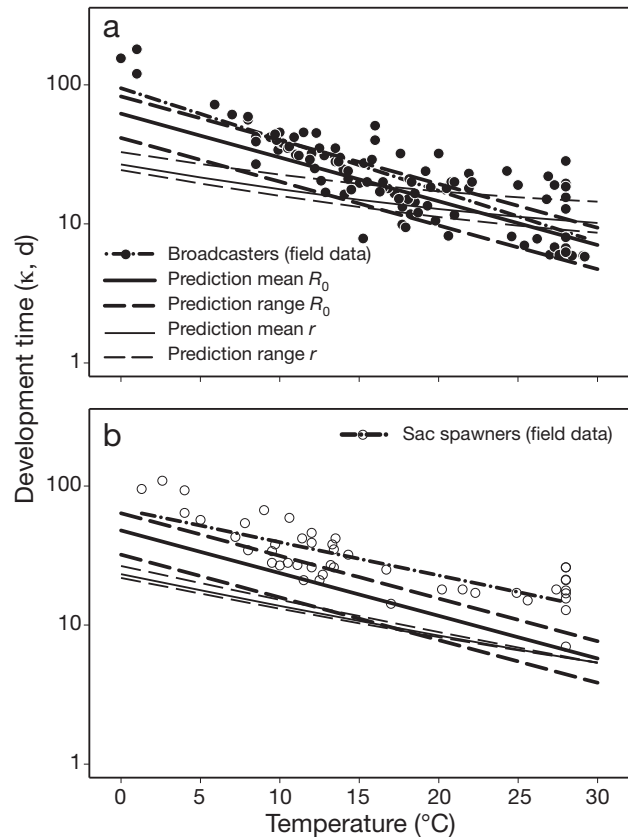 a
100
10
1
Broadcasters (field data)
Prediction mean R0
Prediction range R0
Prediction mean r
Prediction range r
Development time (κ, d)
b
Sac spawners (field data)
100
10
1
0 5 10 15 20 25 30
Temperature (°C)